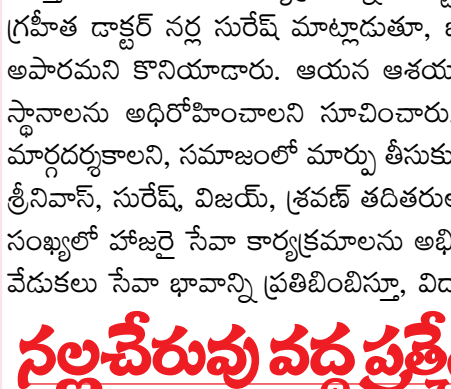 గ్రహీత డాక్టర్ నర్ల సురేష్ మాట్లాడుతూ,
అపారమని కొనియాడారు. ఆయన ఆశయ
స్థానాలను అధిరోహించాలని సూచించారు.
మార్గదర్శకాలని, సమాజంలో మార్పు తీసుకు
శ్రీనివాస్, సురేష్, విజయ్, శ్రవణ్ తదితరుల
సంఖ్యలో హాజరై సేవా కార్యక్రమాలను అభి
వేడుకలు సేవా భావాన్ని ప్రతిబింబిస్తూ, విద
నల్లచేరువు వద్ద ప్రత్యే